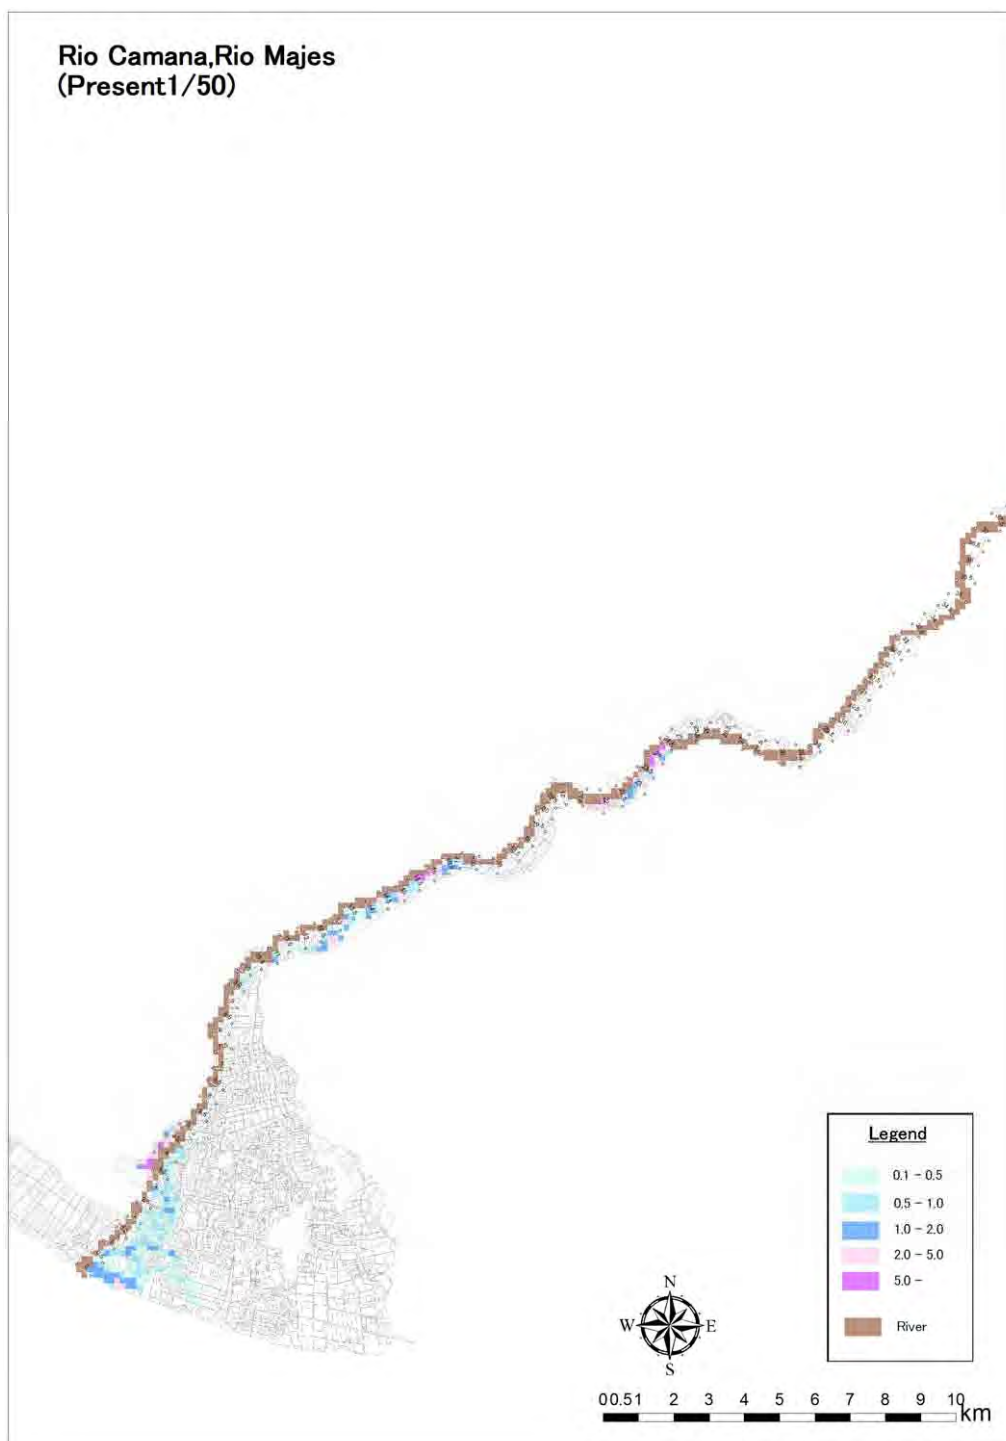 Rio Camana,Rio Majes
(Present1/50)
Legend
0.1 - 0.5
0.5 - 1.0
1.0 - 2.0
2.0 - 5.0
5.0 -
River
N
W
E
S
0 0.5 1 2 3 4 5 6 7 8 9 10
km